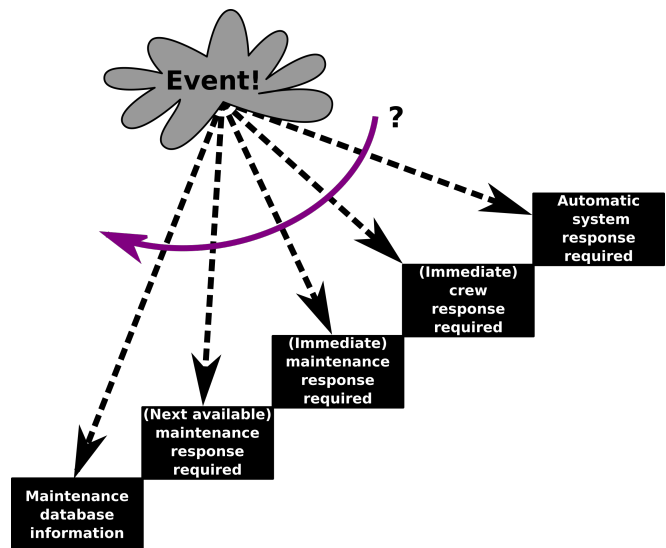 Event!
?
Automatic
system
response
required
(Immediate)
crew
response
required
(Immediate)
maintenance
response
required
(Next available)
maintenance
response
required
Maintenance
database
information